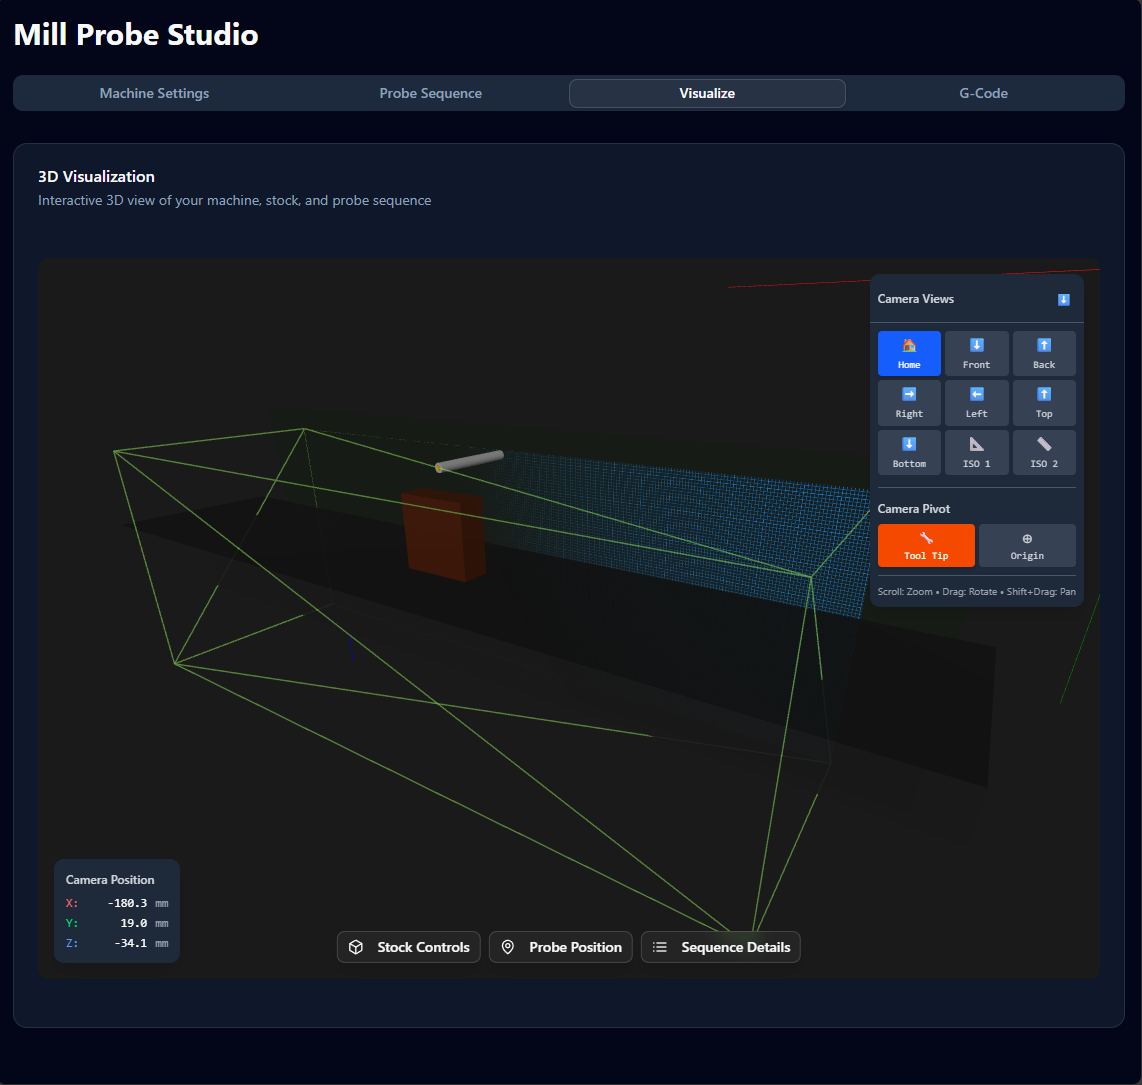 Mill Probe Studio
Machine Settings Probe Sequence Visualize G-Code
3D Visualization
Interactive 3D view of your machine, stock, and probe sequence
Camera Views
Home Front Back
Right Left Top
Bottom ISO 1 ISO 2
Camera Pivot
Tool Tip Origin
Scroll: Zoom • Drag: Rotate • Shift+Drag: Pan
Camera Position
X: -180.3 mm
Y: 19.0 mm
Z: -34.1 mm
Stock Controls Probe Position Sequence Details